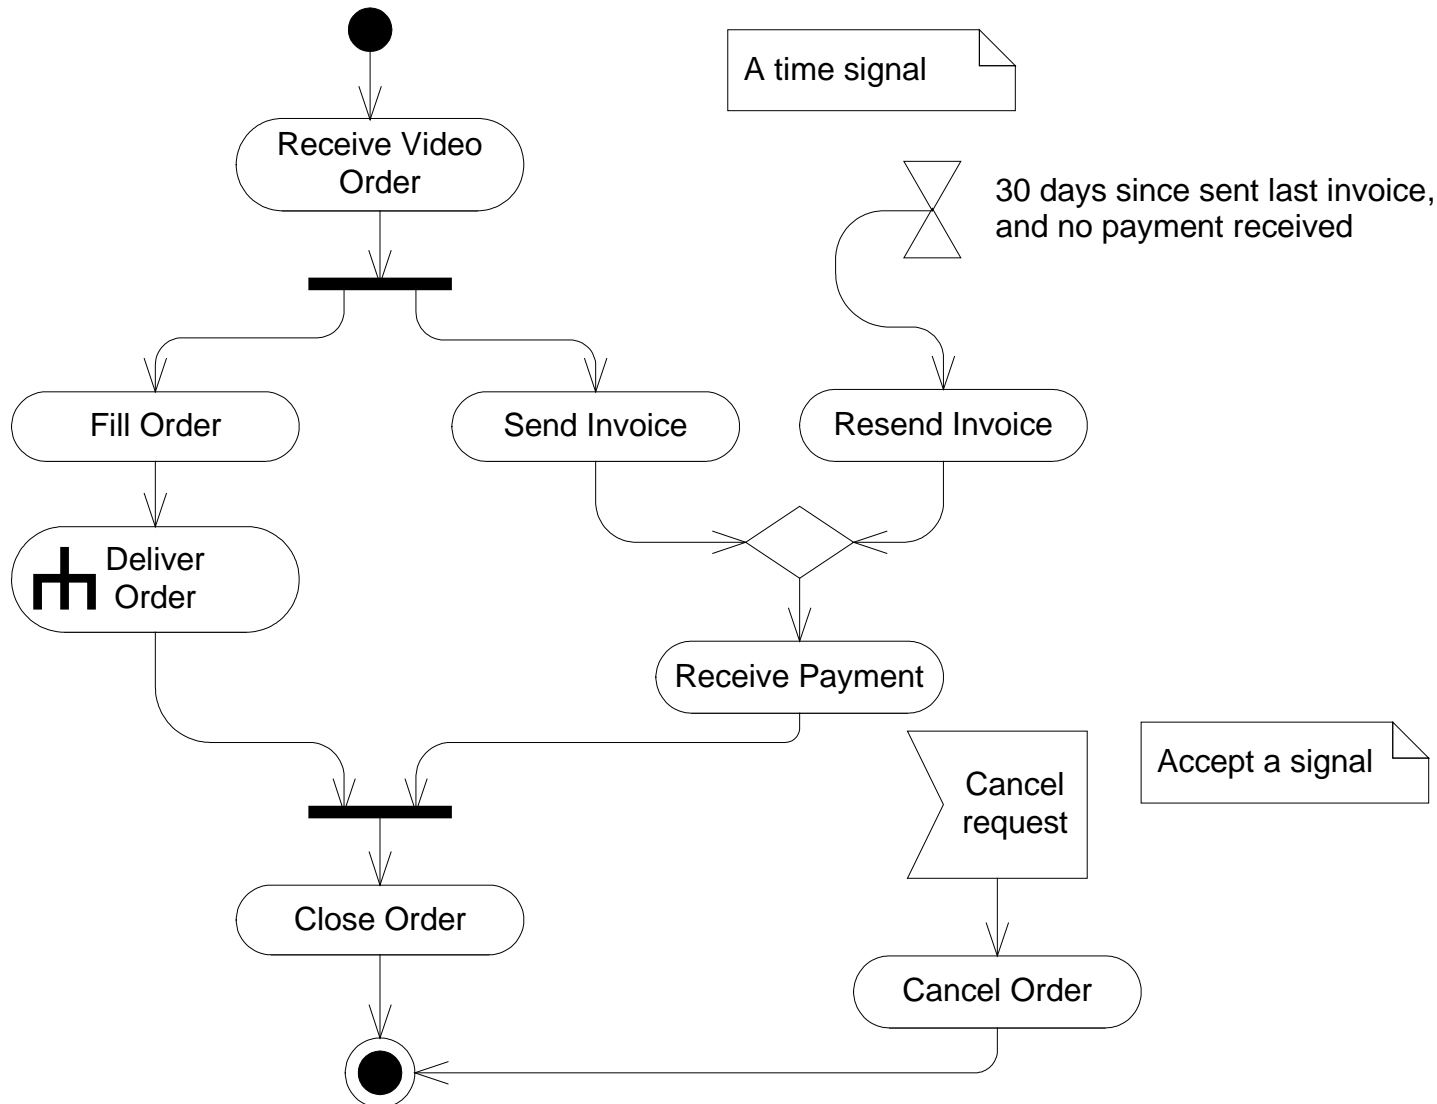 A time signal
Receive Video
Order
30 days since sent last invoice,
and no payment received
Fill Order
Send Invoice
Resend Invoice
Deliver
Order
Receive Payment
Accept a signal
Cancel
request
Close Order
Cancel Order